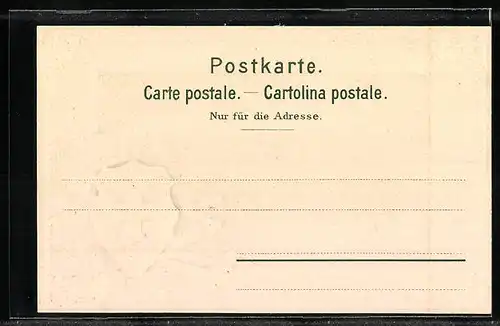 Postkarte.
Carte postale. — Cartolina postale.
Nur für die Adresse.